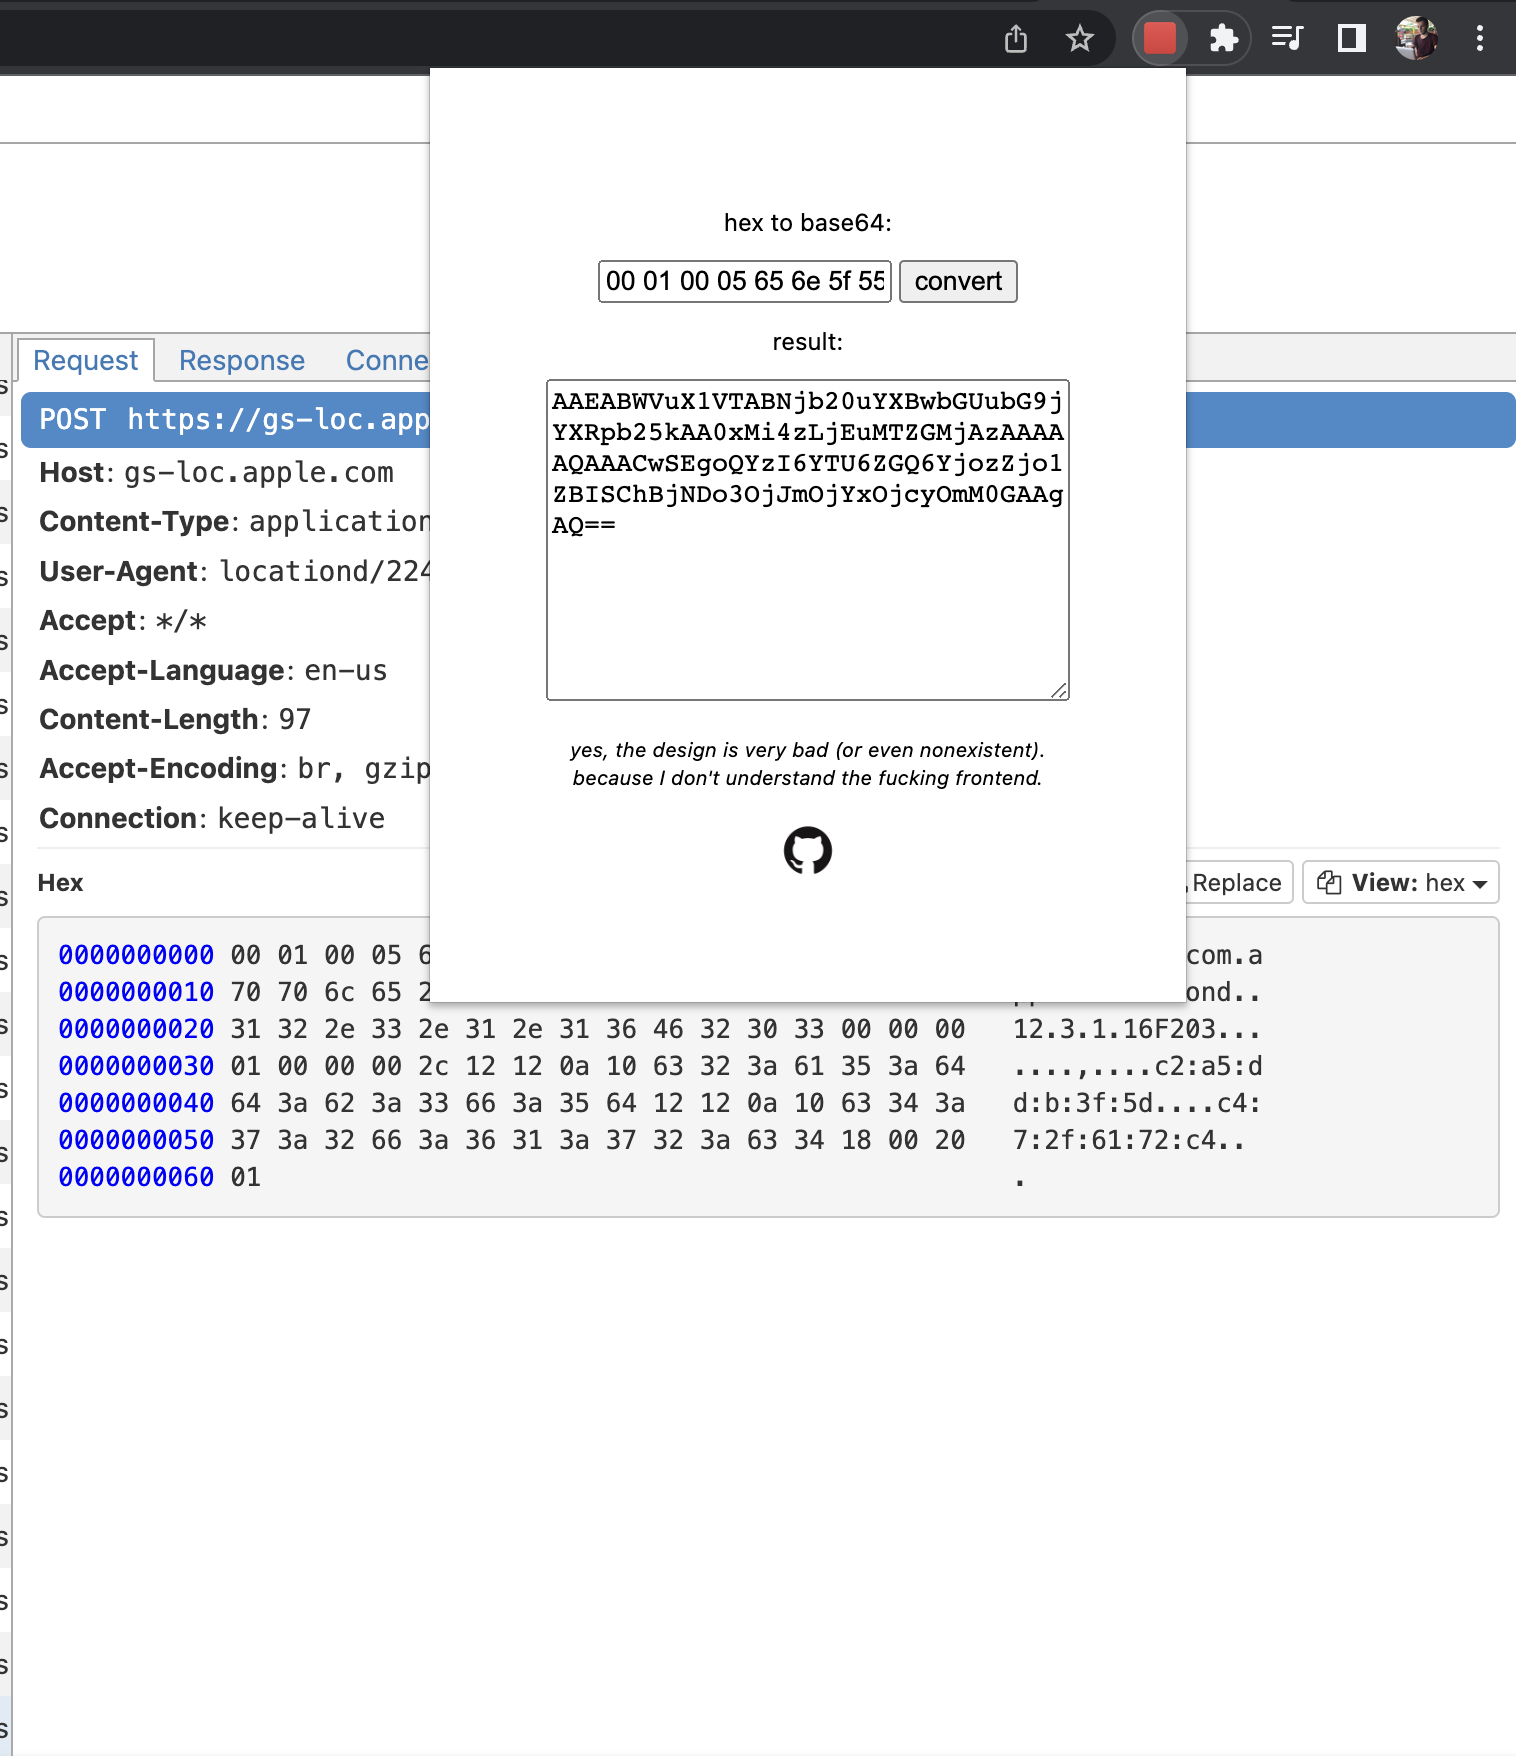 hex to base64:
00 01 00 05 65 6e 5f 55
convert
result:
AAEABWVuX1VTABNjb20uYXBwbGUubG9j
YXRpb25kAA0xMi4zLjEuMTZGMjAzAAAA
AQAAACwSEgoQYzI6YTU6ZGQ6YjozZjo1
ZBISChBjNDo3OjJmOjYxOjcyOmM0GAAg
AQ==
yes, the design is very bad (or even nonexistent).
because I don't understand the fucking frontend.
Request Response Conne
POST https://gs-loc.app
Host: gs-loc.apple.com
Content-Type: application
User-Agent: locationd/224
Accept: */*
Accept-Language: en-us
Content-Length: 97
Accept-Encoding: br, gzip
Connection: keep-alive
Hex
Replace
View: hex
0000000000 00 01 00 05 6 com.a
0000000010 70 70 6c 65 2 ond..
0000000020 31 32 2e 33 2e 31 2e 31 36 46 32 30 33 00 00 00 12.3.1.16F203...
0000000030 01 00 00 00 2c 12 12 0a 10 63 32 3a 61 35 3a 64 ....,....c2:a5:d
0000000040 64 3a 62 3a 33 66 3a 35 64 12 12 0a 10 63 34 3a d:b:3f:5d....c4:
0000000050 37 3a 32 66 3a 36 31 3a 37 32 3a 63 34 18 00 20 7:2f:61:72:c4..
0000000060 01 .